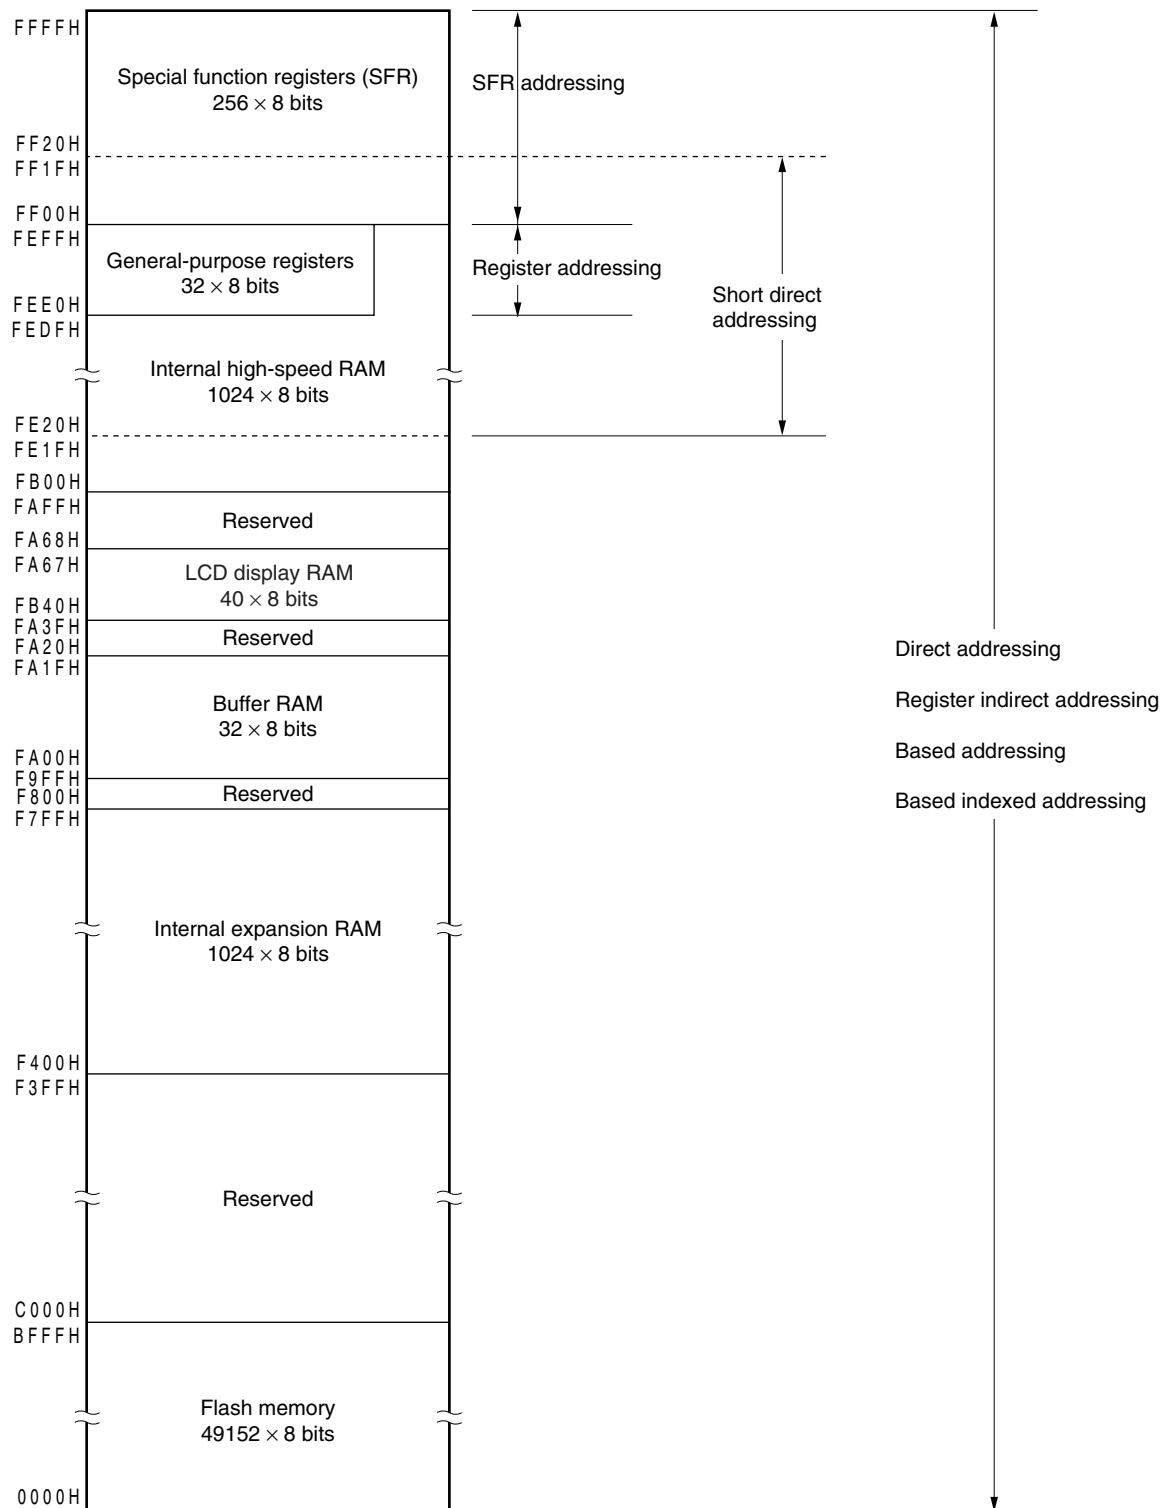 FFFFH
Special function registers (SFR)
256 × 8 bits
SFR addressing
FF20H
FF1FH
FF00H
FEFFH
General-purpose registers
32 × 8 bits
Register addressing
Short direct
addressing
FEE0H
FEDFH
Internal high-speed RAM
1024 × 8 bits
FE20H
FE1FH
FB00H
FAFFH
Reserved
FA68H
FA67H
LCD display RAM
40 × 8 bits
FB40H
FA3FH
Reserved
FA20H
FA1FH
Direct addressing
Register indirect addressing
Based addressing
Based indexed addressing
Buffer RAM
32 × 8 bits
FA00H
F9FFH
Reserved
F800H
F7FFH
Internal expansion RAM
1024 × 8 bits
F400H
F3FFH
Reserved
C000H
BFFFH
Flash memory
49152 × 8 bits
0000H